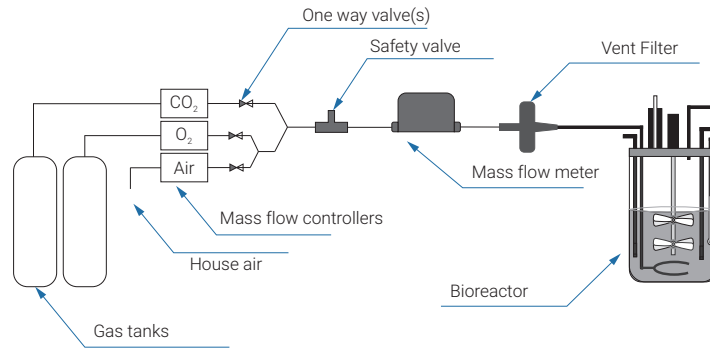 One way valve(s)
Safety valve
Vent Filter
CO₂
O₂
Air
Mass flow meter
Mass flow controllers
House air
Bioreactor
Gas tanks